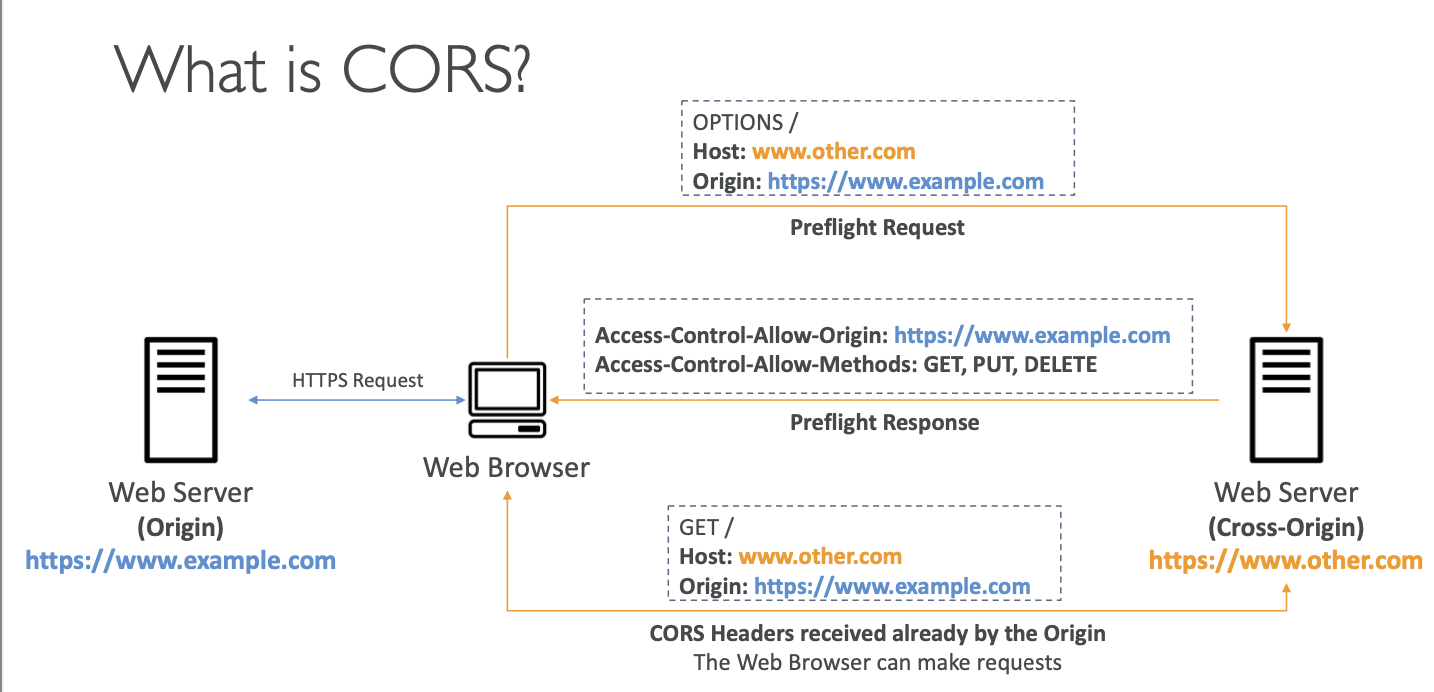 What is CORS?
OPTIONS /
Host: www.other.com
Origin: https://www.example.com
Preflight Request
Access-Control-Allow-Origin: https://www.example.com
Access-Control-Allow-Methods: GET, PUT, DELETE
Preflight Response
HTTPS Request
Web Browser
Web Server
(Origin)
https://www.example.com
Web Server
(Cross-Origin)
https://www.other.com
GET /
Host: www.other.com
Origin: https://www.example.com
CORS Headers received already by the Origin
The Web Browser can make requests